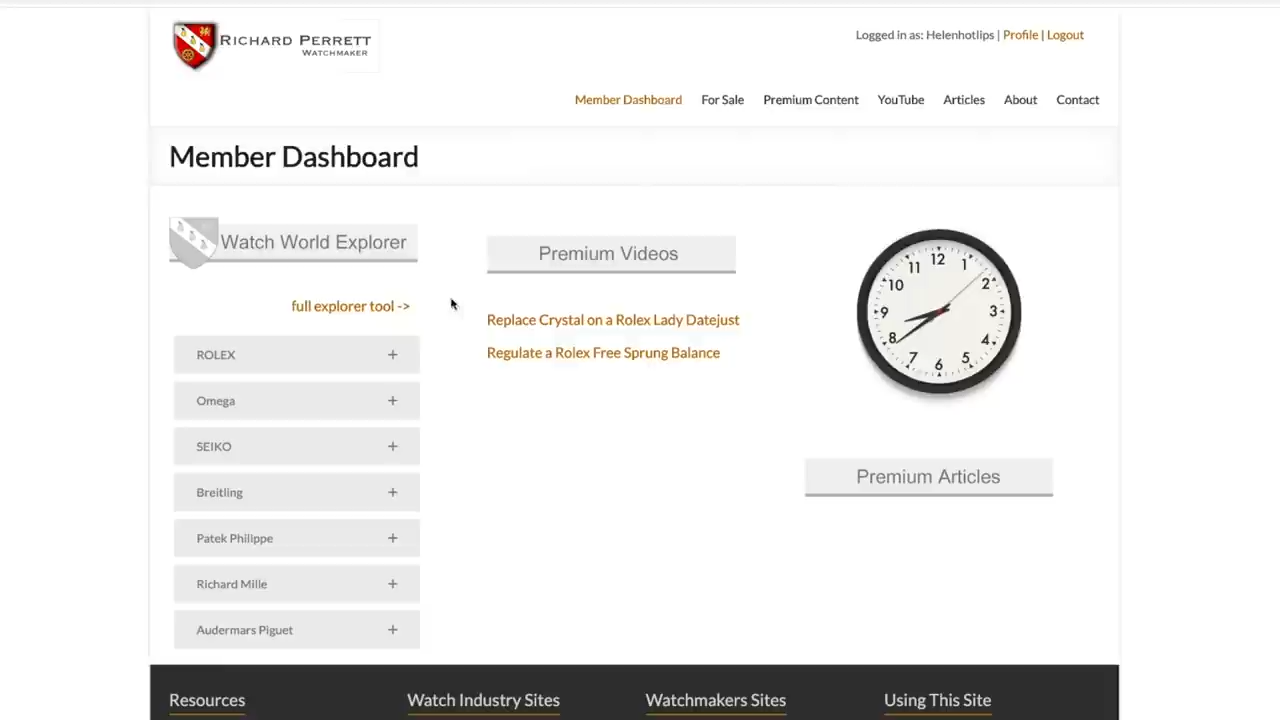 RICHARD PERRETT
WATCHMAKER
Logged in as: Helenhotlips | Profile | Logout
Member Dashboard For Sale Premium Content YouTube Articles About Contact
Member Dashboard
Watch World Explorer
full explorer tool ->
ROLEX +
Omega +
SEIKO +
Breitling +
Patek Philippe +
Richard Mille +
Audermars Piguet +
Premium Videos
Replace Crystal on a Rolex Lady Datejust
Regulate a Rolex Free Sprung Balance
12
11 1
10 2
9 3
8 4
7 5
6
Premium Articles
Resources Watch Industry Sites Watchmakers Sites Using This Site